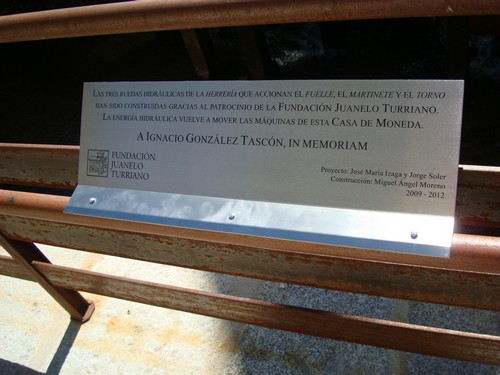 LAS TRES RUEDAS HIDRÁULICAS DE LA HERRERÍA QUE ACCIONAN EL FUELLE, EL MARTINETE Y EL TORNO
HAN SIDO CONSTRUIDAS GRACIAS AL PATROCINIO DE LA FUNDACIÓN JUANELO TURRIANO.
LA ENERGÍA HIDRÁULICA VUELVE A MOVER LAS MÁQUINAS DE ESTA CASA DE MONEDA.
A IGNACIO GONZÁLEZ TASCÓN, IN MEMORIAM
FUNDACIÓN
JUANELO
TURRIANO
Proyecto: José María Izaga y Jorge Soler
Construcción: Miguel Ángel Moreno
2009 - 2012